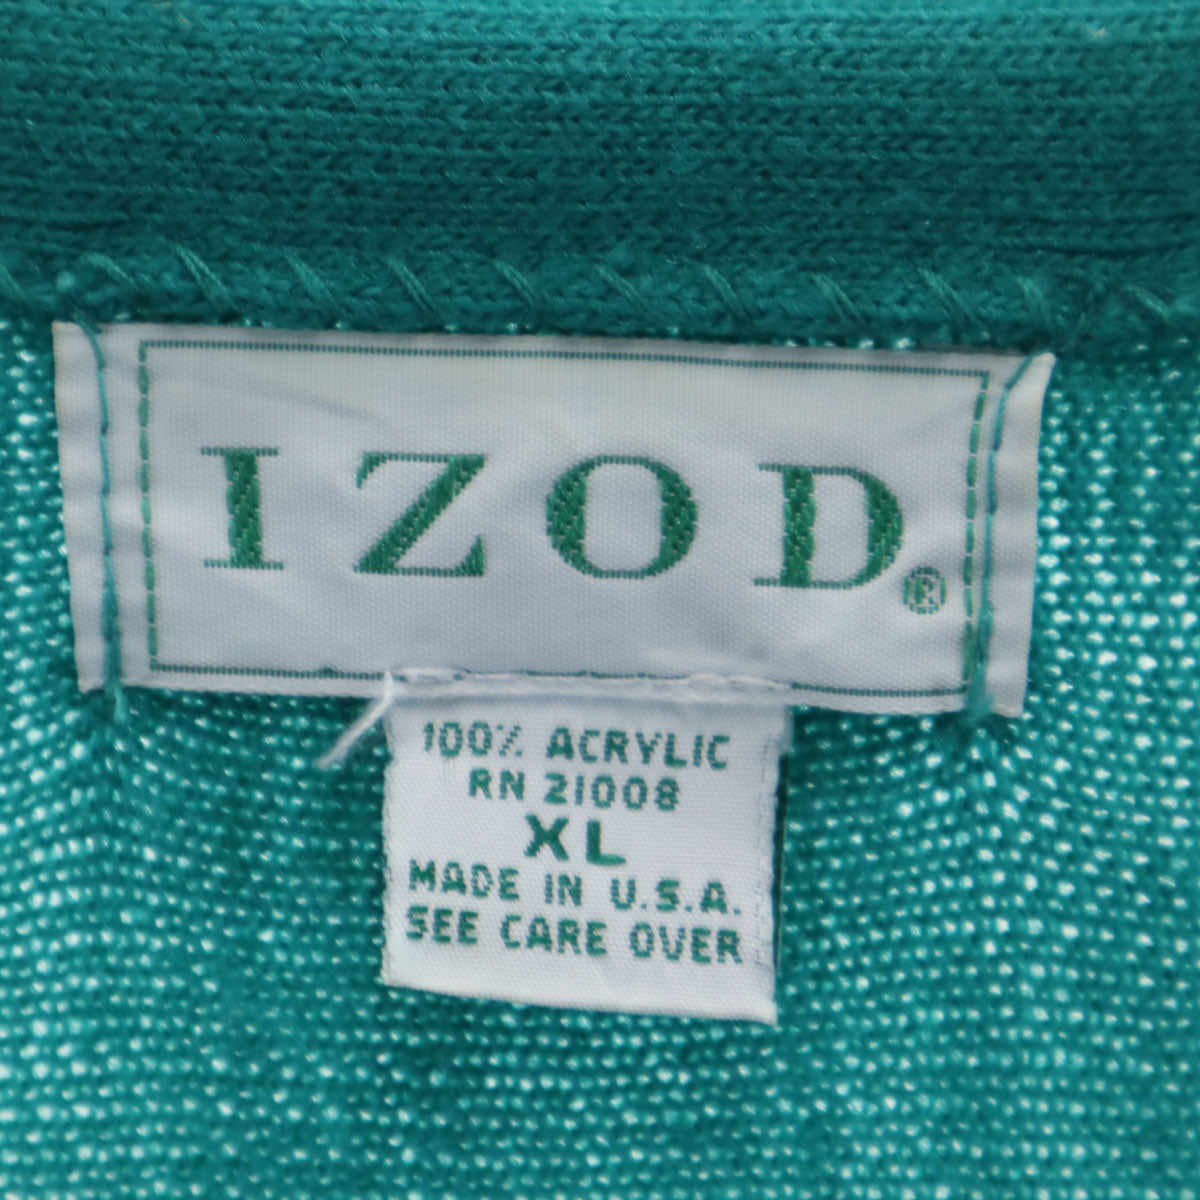 IZOD®
100% ACRYLIC
RN 21008
XL
MADE IN U.S.A.
SEE CARE OVER